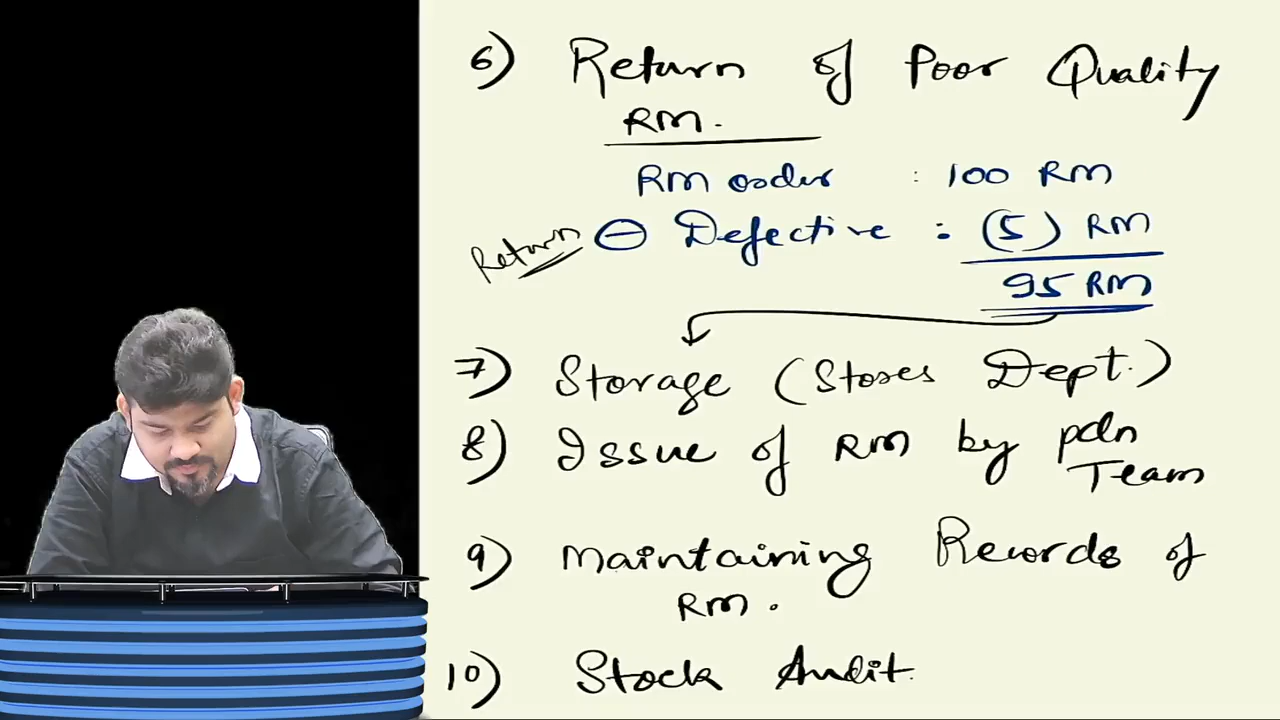 6) Return of Poor Quality
RM.
RM order : 100 RM
Return ⊖ Defective : (5) RM
95 RM
7) Storage (Stores Dept.)
8) Issue of RM by pdn
Team
9) Maintaining Records of
RM.
10) Stock Audit.